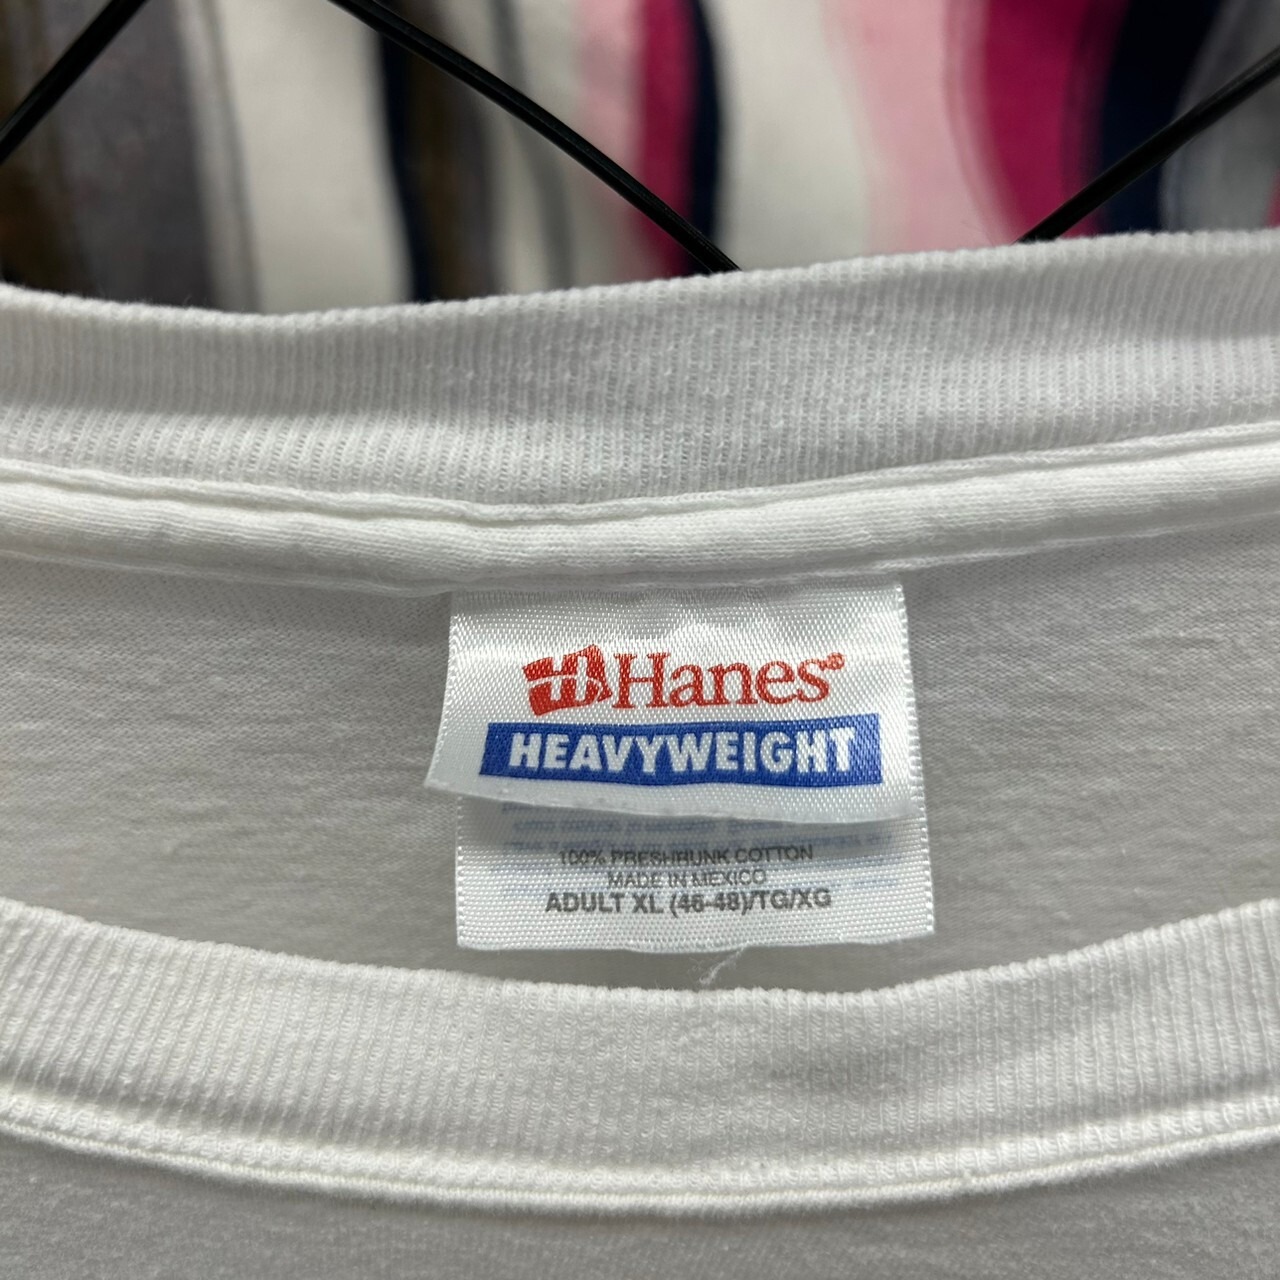 Hanes®
HEAVYWEIGHT
100% PRESHRUNK COTTON
MADE IN MEXICO
ADULT XL (46-48)/TG/XG